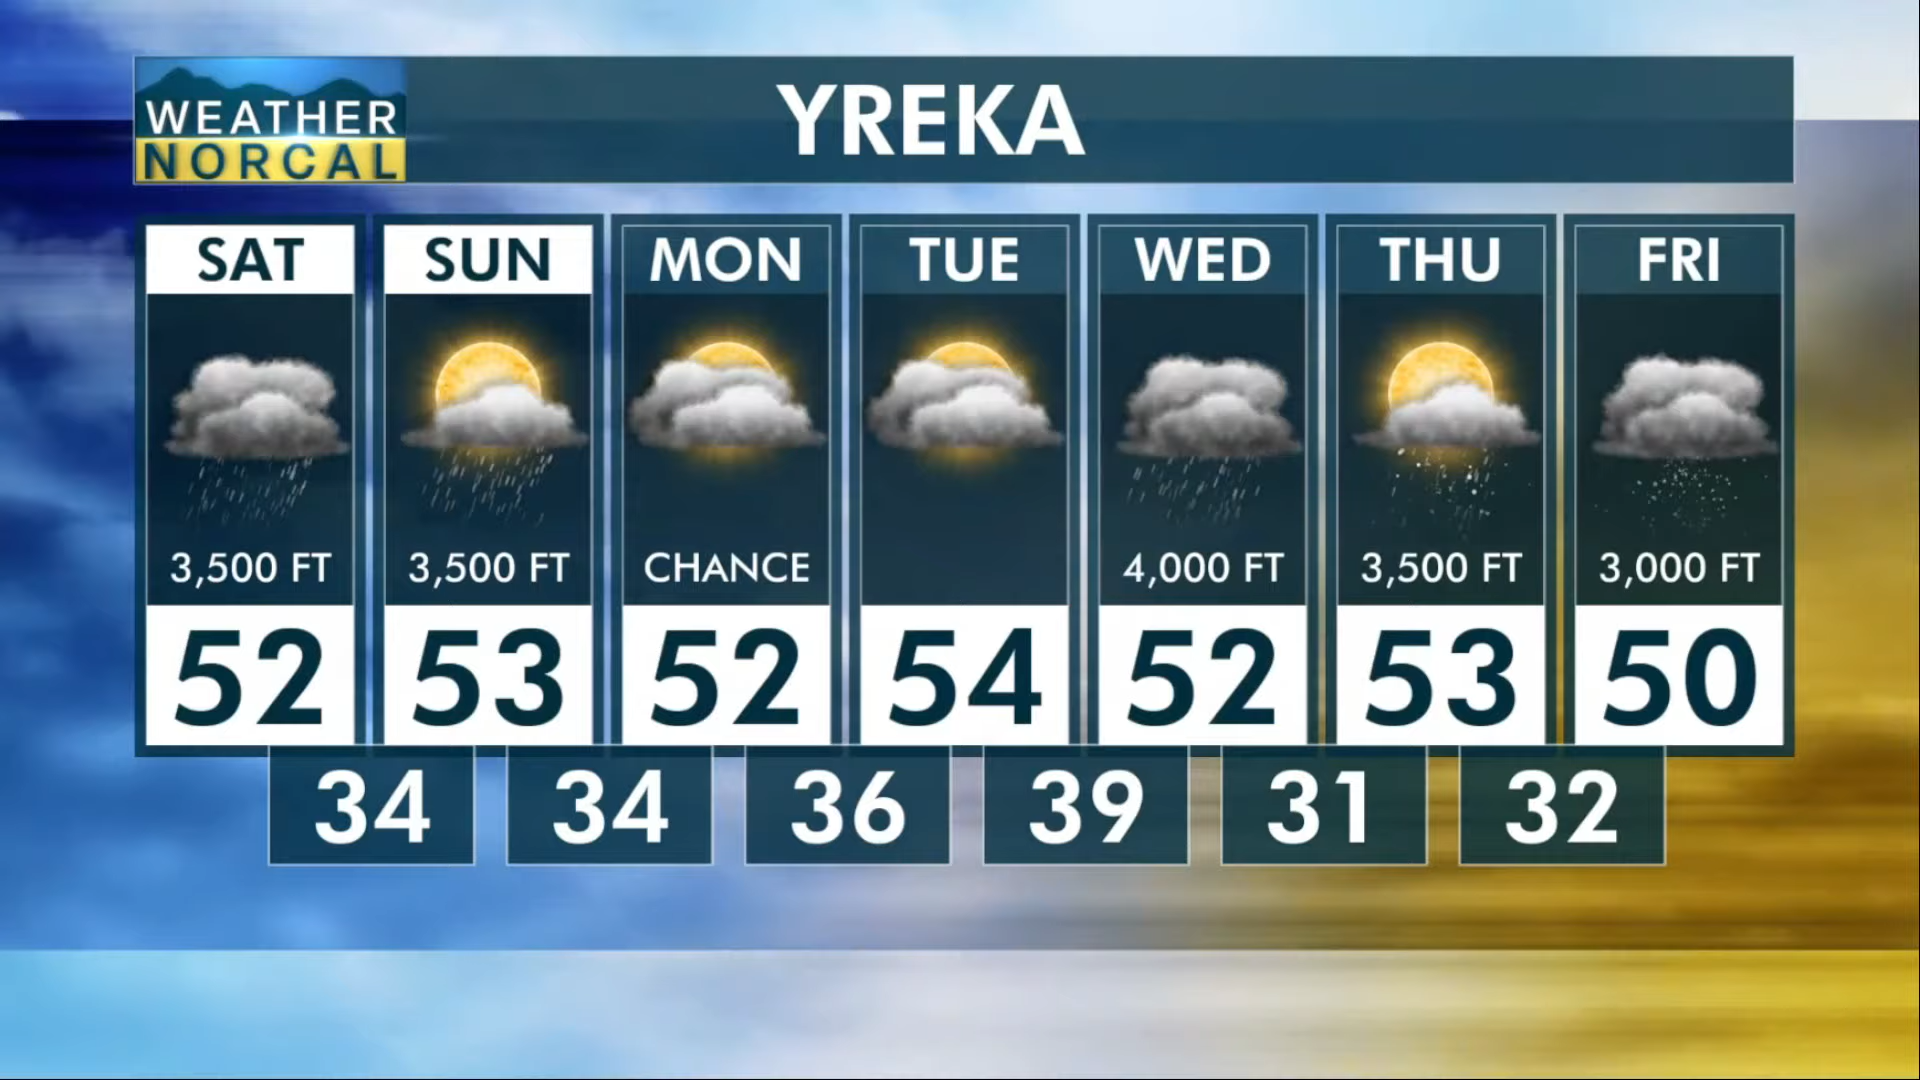 WEATHER
NORCAL
YREKA
SAT SUN MON TUE WED THU FRI
3,500 FT 3,500 FT CHANCE 4,000 FT 3,500 FT 3,000 FT
52 53 52 54 52 53 50
34 34 36 39 31 32